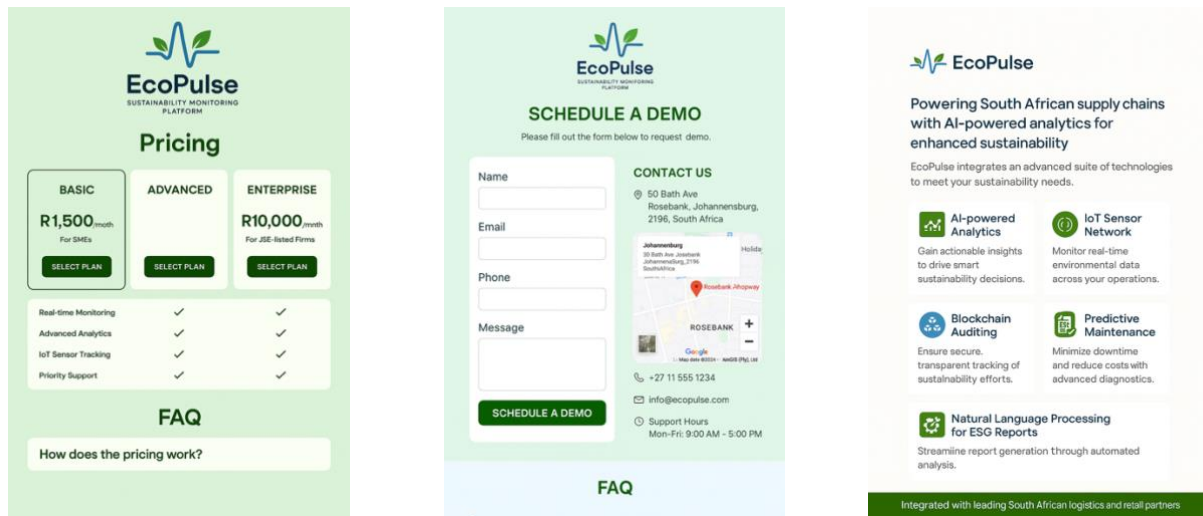 EcoPulse
SUSTAINABILITY MONITORING
PLATFORM
Pricing
BASIC
R1,500/moth
For SMEs
SELECT PLAN
ADVANCED
SELECT PLAN
ENTERPRISE
R10,000/mnth
For JSE-listed Firms
SELECT PLAN
Real-time Monitoring
Advanced Analytics
IoT Sensor Tracking
Priority Support
FAQ
How does the pricing work?
EcoPulse
SUSTAINABILITY MONITORING
PLATFORM
SCHEDULE A DEMO
Please fill out the form below to request demo.
Name
Email
Phone
Message
SCHEDULE A DEMO
CONTACT US
50 Bath Ave
Rosebank, Johannesburg,
2196, South Africa
Johannenburg
Holida
ROSEBANK
Google
+27 11 555 1234
info@ecopulse.com
Support Hours
Mon-Fri: 9:00 AM – 5:00 PM
FAQ
EcoPulse
Powering South African supply chains
with AI-powered analytics for
enhanced sustainability
EcoPulse integrates an advanced suite of technologies
to meet your sustainability needs.
AI-powered
Analytics
Gain actionable insights
to drive smart
sustainability decisions.
IoT Sensor
Network
Monitor real-time
environmental data
across your operations.
Blockchain
Auditing
Ensure secure.
transparent tracking of
sustainability efforts.
Predictive
Maintenance
Minimize downtime
and reduce costs with
advanced diagnostics.
Natural Language Processing
for ESG Reports
Streamline report generation through automated
analysis.
Integrated with leading South African logistics and retail partners